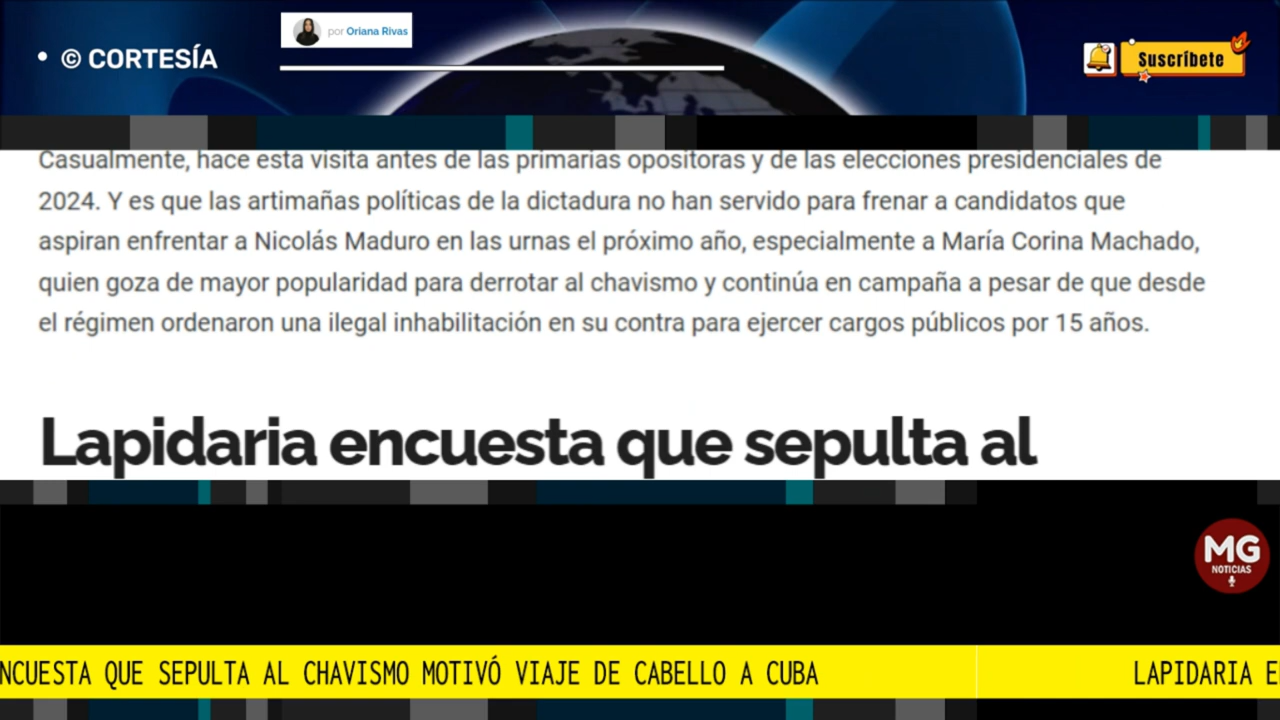 © CORTESÍA
por Oriana Rivas
Suscríbete
Casualmente, hace esta visita antes de las primarias opositoras y de las elecciones presidenciales de
2024. Y es que las artimañas políticas de la dictadura no han servido para frenar a candidatos que
aspiran enfrentar a Nicolás Maduro en las urnas el próximo año, especialmente a María Corina Machado,
quien goza de mayor popularidad para derrotar al chavismo y continúa en campaña a pesar de que desde
el régimen ordenaron una ilegal inhabilitación en su contra para ejercer cargos públicos por 15 años.
Lapidaria encuesta que sepulta al
MG
NOTICIAS
NCUESTA QUE SEPULTA AL CHAVISMO MOTIVÓ VIAJE DE CABELLO A CUBA
LAPIDARIA E